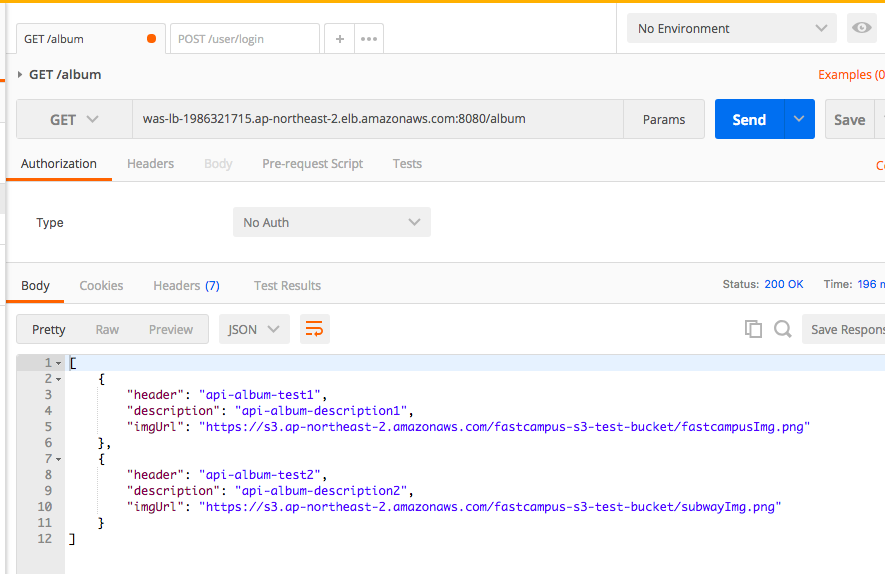 GET /album POST /user/login + ••• No Environment
GET /album Examples (0
GET was-lb-1986321715.ap-northeast-2.elb.amazonaws.com:8080/album Params Send Save
Authorization Headers Body Pre-request Script Tests Co
Type No Auth
Body Cookies Headers (7) Test Results Status: 200 OK Time: 196 m
Pretty Raw Preview JSON Save Respons
1 [
2 {
3 "header": "api-album-test1",
4 "description": "api-album-description1",
5 "imgUrl": "https://s3.ap-northeast-2.amazonaws.com/fastcampus-s3-test-bucket/fastcampusImg.png"
6 },
7 {
8 "header": "api-album-test2",
9 "description": "api-album-description2",
10 "imgUrl": "https://s3.ap-northeast-2.amazonaws.com/fastcampus-s3-test-bucket/subwayImg.png"
11 }
12 ]